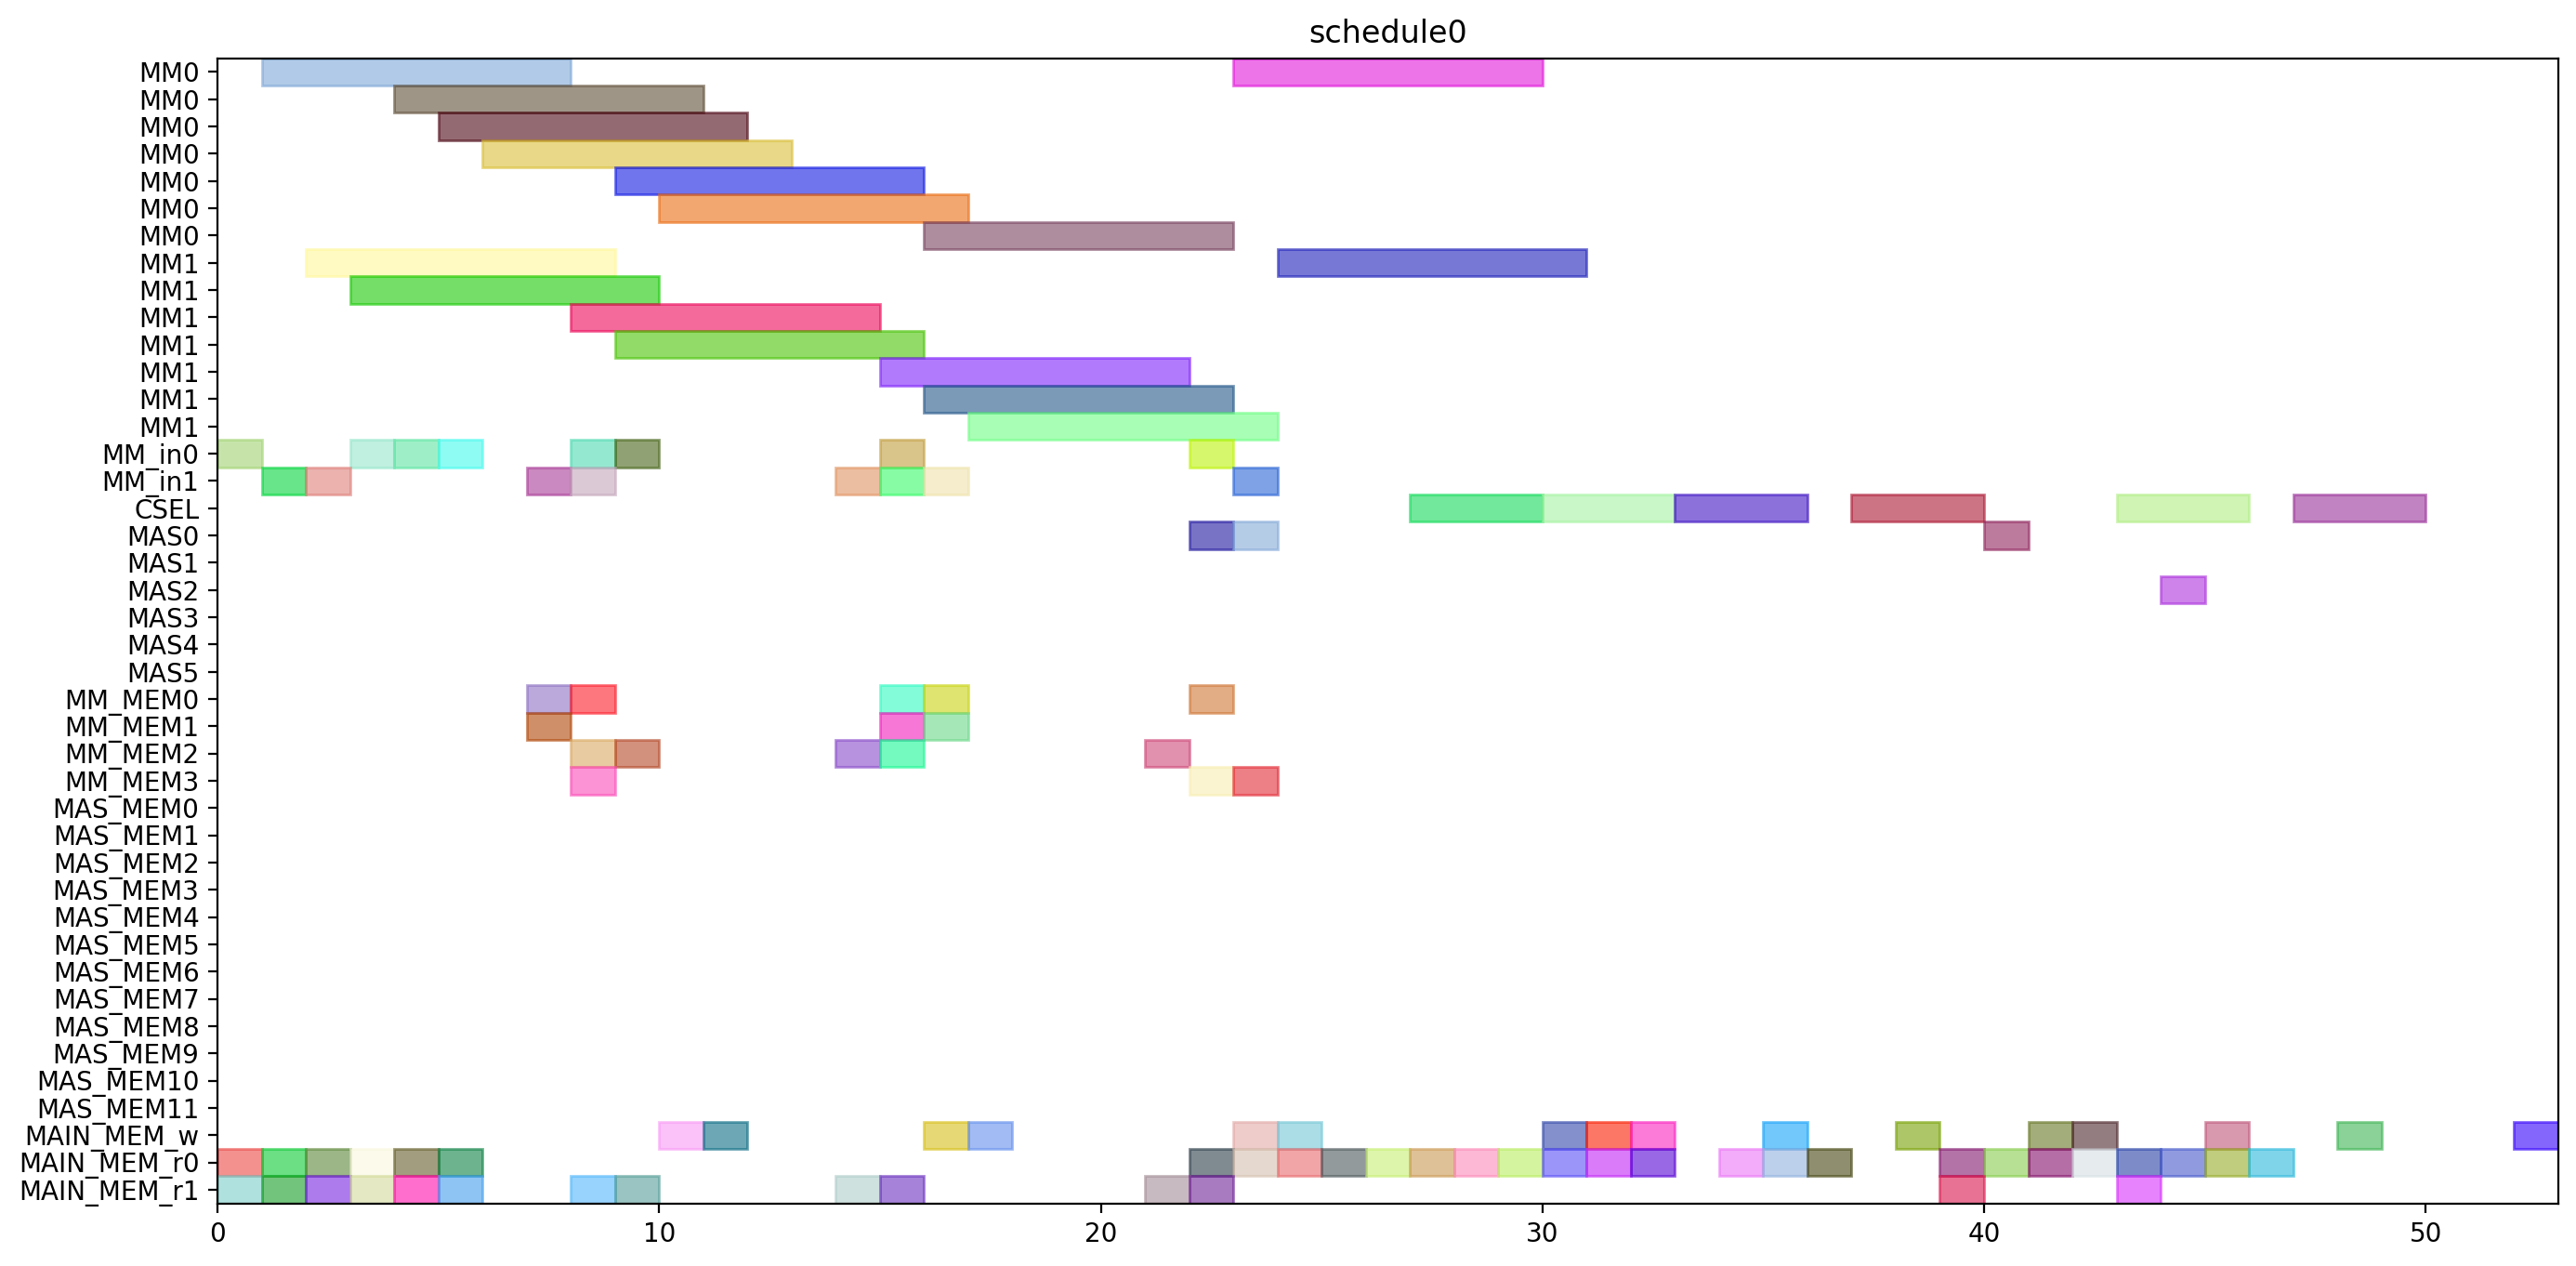 schedule0
MM0
MM0
MM0
MM0
MM0
MM0
MM0
MM1
MM1
MM1
MM1
MM1
MM1
MM1
MM_in0
MM_in1
CSEL
MAS0
MAS1
MAS2
MAS3
MAS4
MAS5
MM_MEM0
MM_MEM1
MM_MEM2
MM_MEM3
MAS_MEM0
MAS_MEM1
MAS_MEM2
MAS_MEM3
MAS_MEM4
MAS_MEM5
MAS_MEM6
MAS_MEM7
MAS_MEM8
MAS_MEM9
MAS_MEM10
MAS_MEM11
MAIN_MEM_w
MAIN_MEM_r0
MAIN_MEM_r1
0 10 20 30 40 50